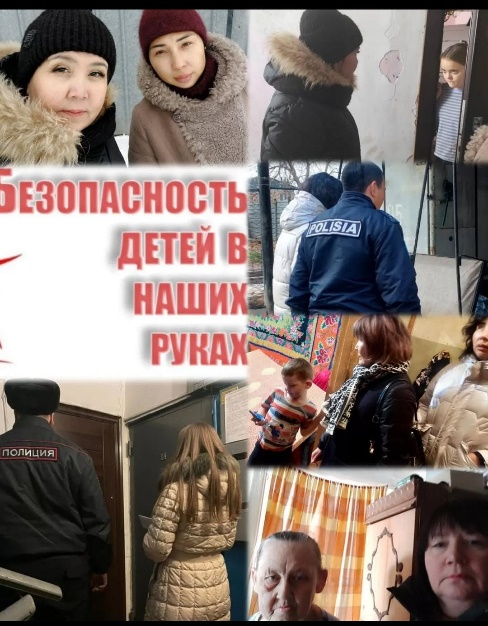 Безопасность
детей в
наших
руках
POLISIA
ПОЛИЦИЯ